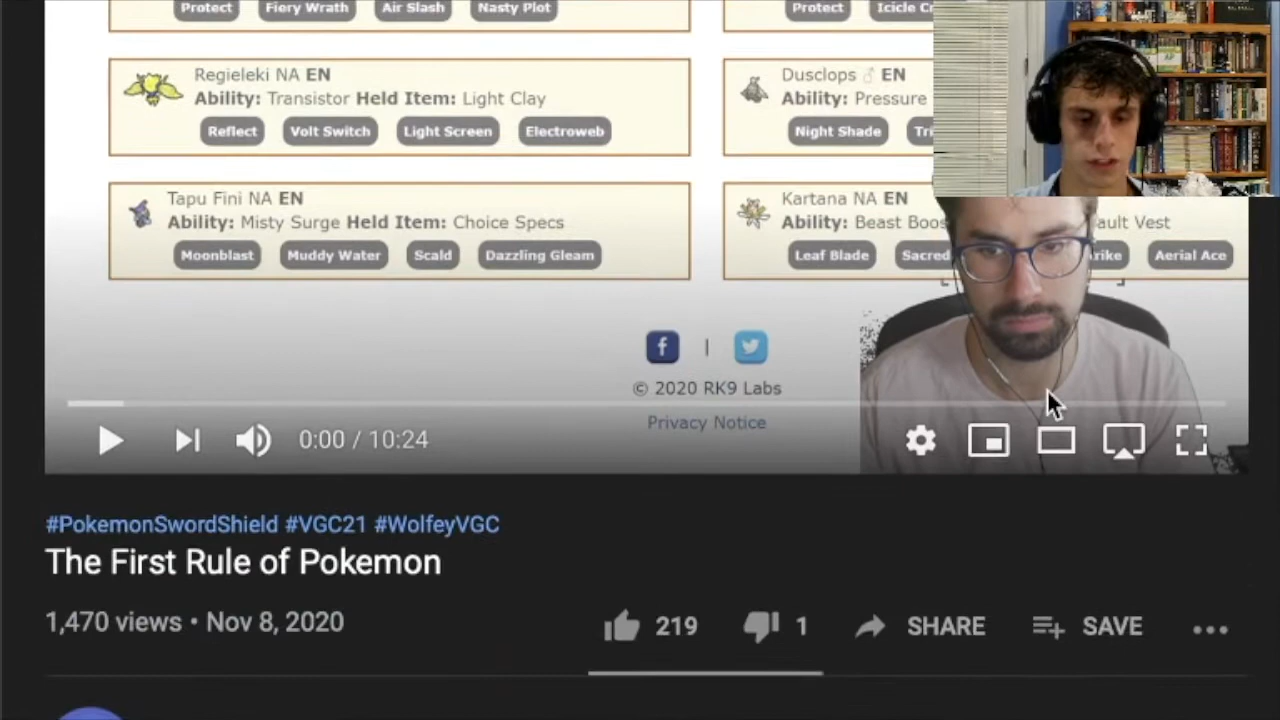 Protect Fiery Wrath Air Slash Nasty Plot
Protect Icicle
Regieleki NA EN
Ability: Transistor Held Item: Light Clay
Reflect Volt Switch Light Screen Electroweb
Dusclops ♂ EN
Ability: Pressure
Night Shade
Tapu Fini NA EN
Ability: Misty Surge Held Item: Choice Specs
Moonblast Muddy Water Scald Dazzling Gleam
Kartana NA EN
Ability: Beast Vest
Leaf Blade Sacred Aerial Ace
f |
© 2020 RK9 Labs
Privacy Notice
0:00 / 10:24
#PokemonSwordShield #VGC21 #WolfeyVGC
The First Rule of Pokemon
1,470 views • Nov 8, 2020
219 1 SHARE SAVE